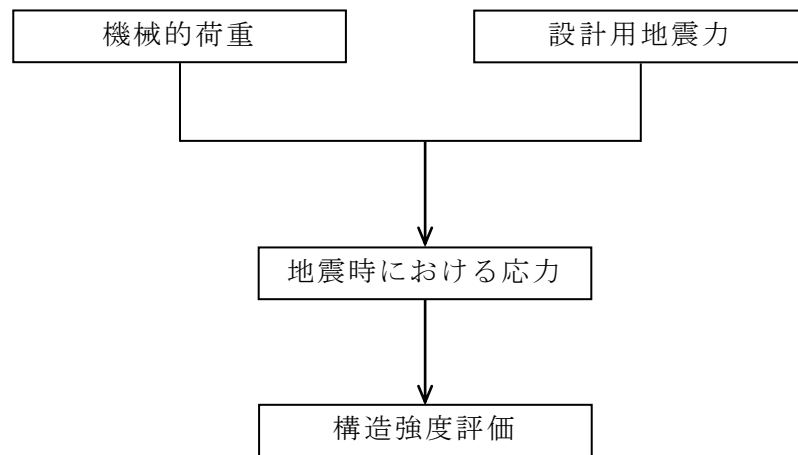 機械的荷重
設計用地震力
地震時における応力
構造強度評価